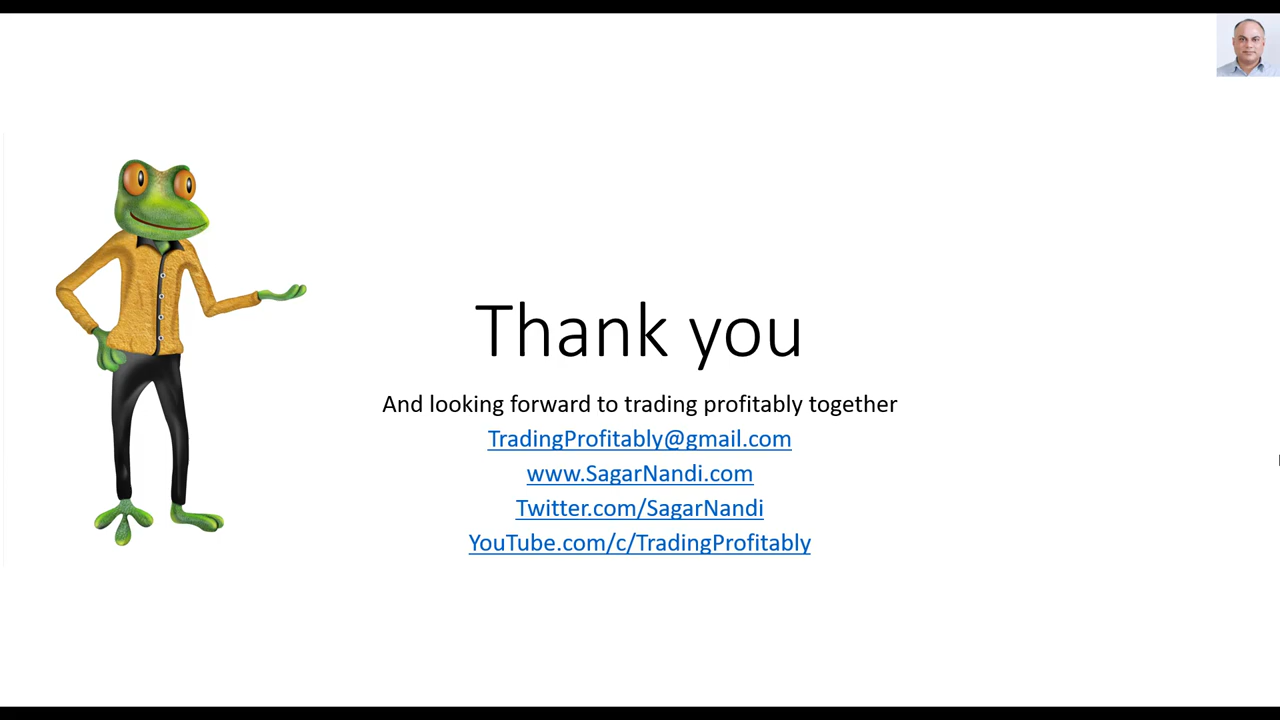 Thank you
And looking forward to trading profitably together
TradingProfitably@gmail.com
www.SagarNandi.com
Twitter.com/SagarNandi
YouTube.com/c/TradingProfitably